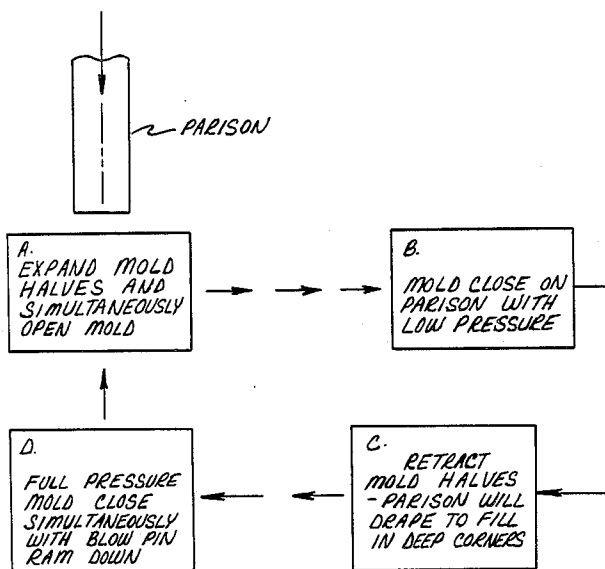 PARISON
A.
EXPAND MOLD
HALVES AND
SIMULTANEOUSLY
OPEN MOLD
B.
MOLD CLOSE ON
PARISON WITH
LOW PRESSURE
C.
RETRACT
MOLD HALVES
- PARISON WILL
DRAPE TO FILL
IN DEEP CORNERS
D.
FULL PRESSURE
MOLD CLOSE
SIMULTANEOUSLY
WITH BLOW PIN
RAM DOWN